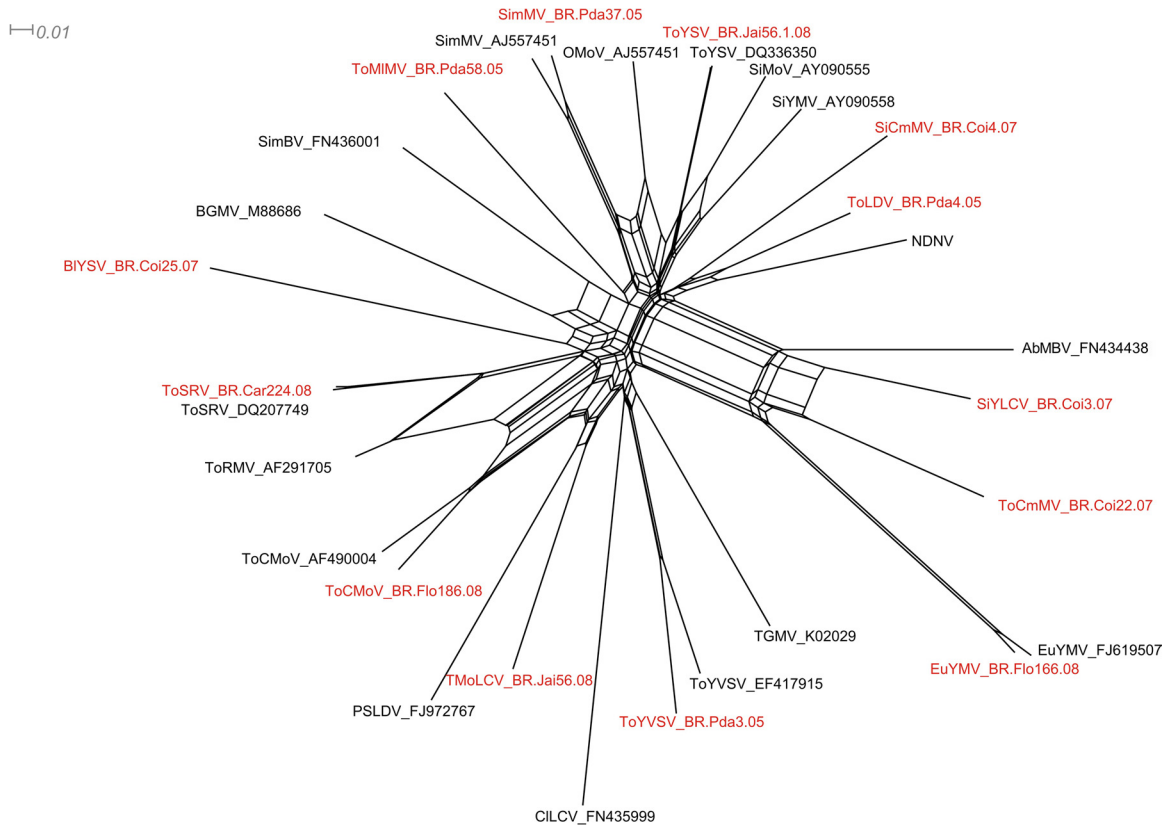 SimMV_BR.Pda37.05
0.01
ToYSV_BR.Jai56.1.08
SimMV_AJ557451
OMoV_AJ557451
ToYSV_DQ336350
ToMlMV_BR.Pda58.05
SiMoV_AY090555
SiYMV_AY090558
SiCmMV_BR.Coi4.07
SimBV_FN436001
ToLDV_BR.Pda4.05
BGMV_M88686
NDNV
BlYSV_BR.Coi25.07
AbMBV_FN434438
ToSRV_BR.Car224.08
SiYLCV_BR.Coi3.07
ToSRV_DQ207749
ToRMV_AF291705
ToCmMV_BR.Coi22.07
ToCMoV_AF490004
ToCMoV_BR.Flo186.08
TGMV_K02029
EuYMV_FJ619507
EuYMV_BR.Flo166.08
TMoLCV_BR.Jai56.08
ToYVSV_EF417915
PSLDV_FJ972767
ToYVSV_BR.Pda3.05
ClLCV_FN435999